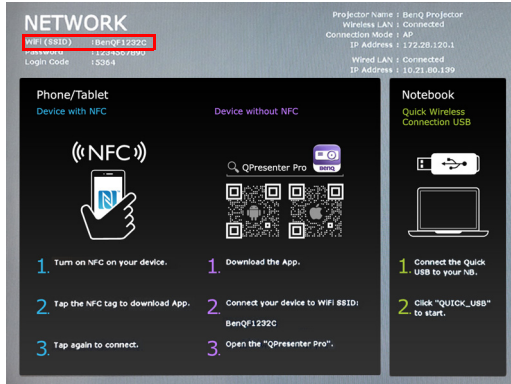 NETWORK
WiFi (SSID) :BenQF1232C
Password :1234567890
Login Code :5364
Projector Name : BenQ Projector
Wireless LAN : Connected
Connection Mode : AP
IP Address : 172.28.120.1
Wired LAN : Connected
IP Address : 10.21.80.139
Phone/Tablet
Device with NFC
Device without NFC
((NFC))
N
QPresenter Pro
BenQ
1. Turn on NFC on your device.
2. Tap the NFC tag to download App.
3. Tap again to connect.
1. Download the App.
2. Connect your device to WiFi SSID:
BenQF1232C
3. Open the "QPresenter Pro".
Notebook
Quick Wireless
Connection USB
1. Connect the Quick
USB to your NB.
2. Click "QUICK_USB"
to start.